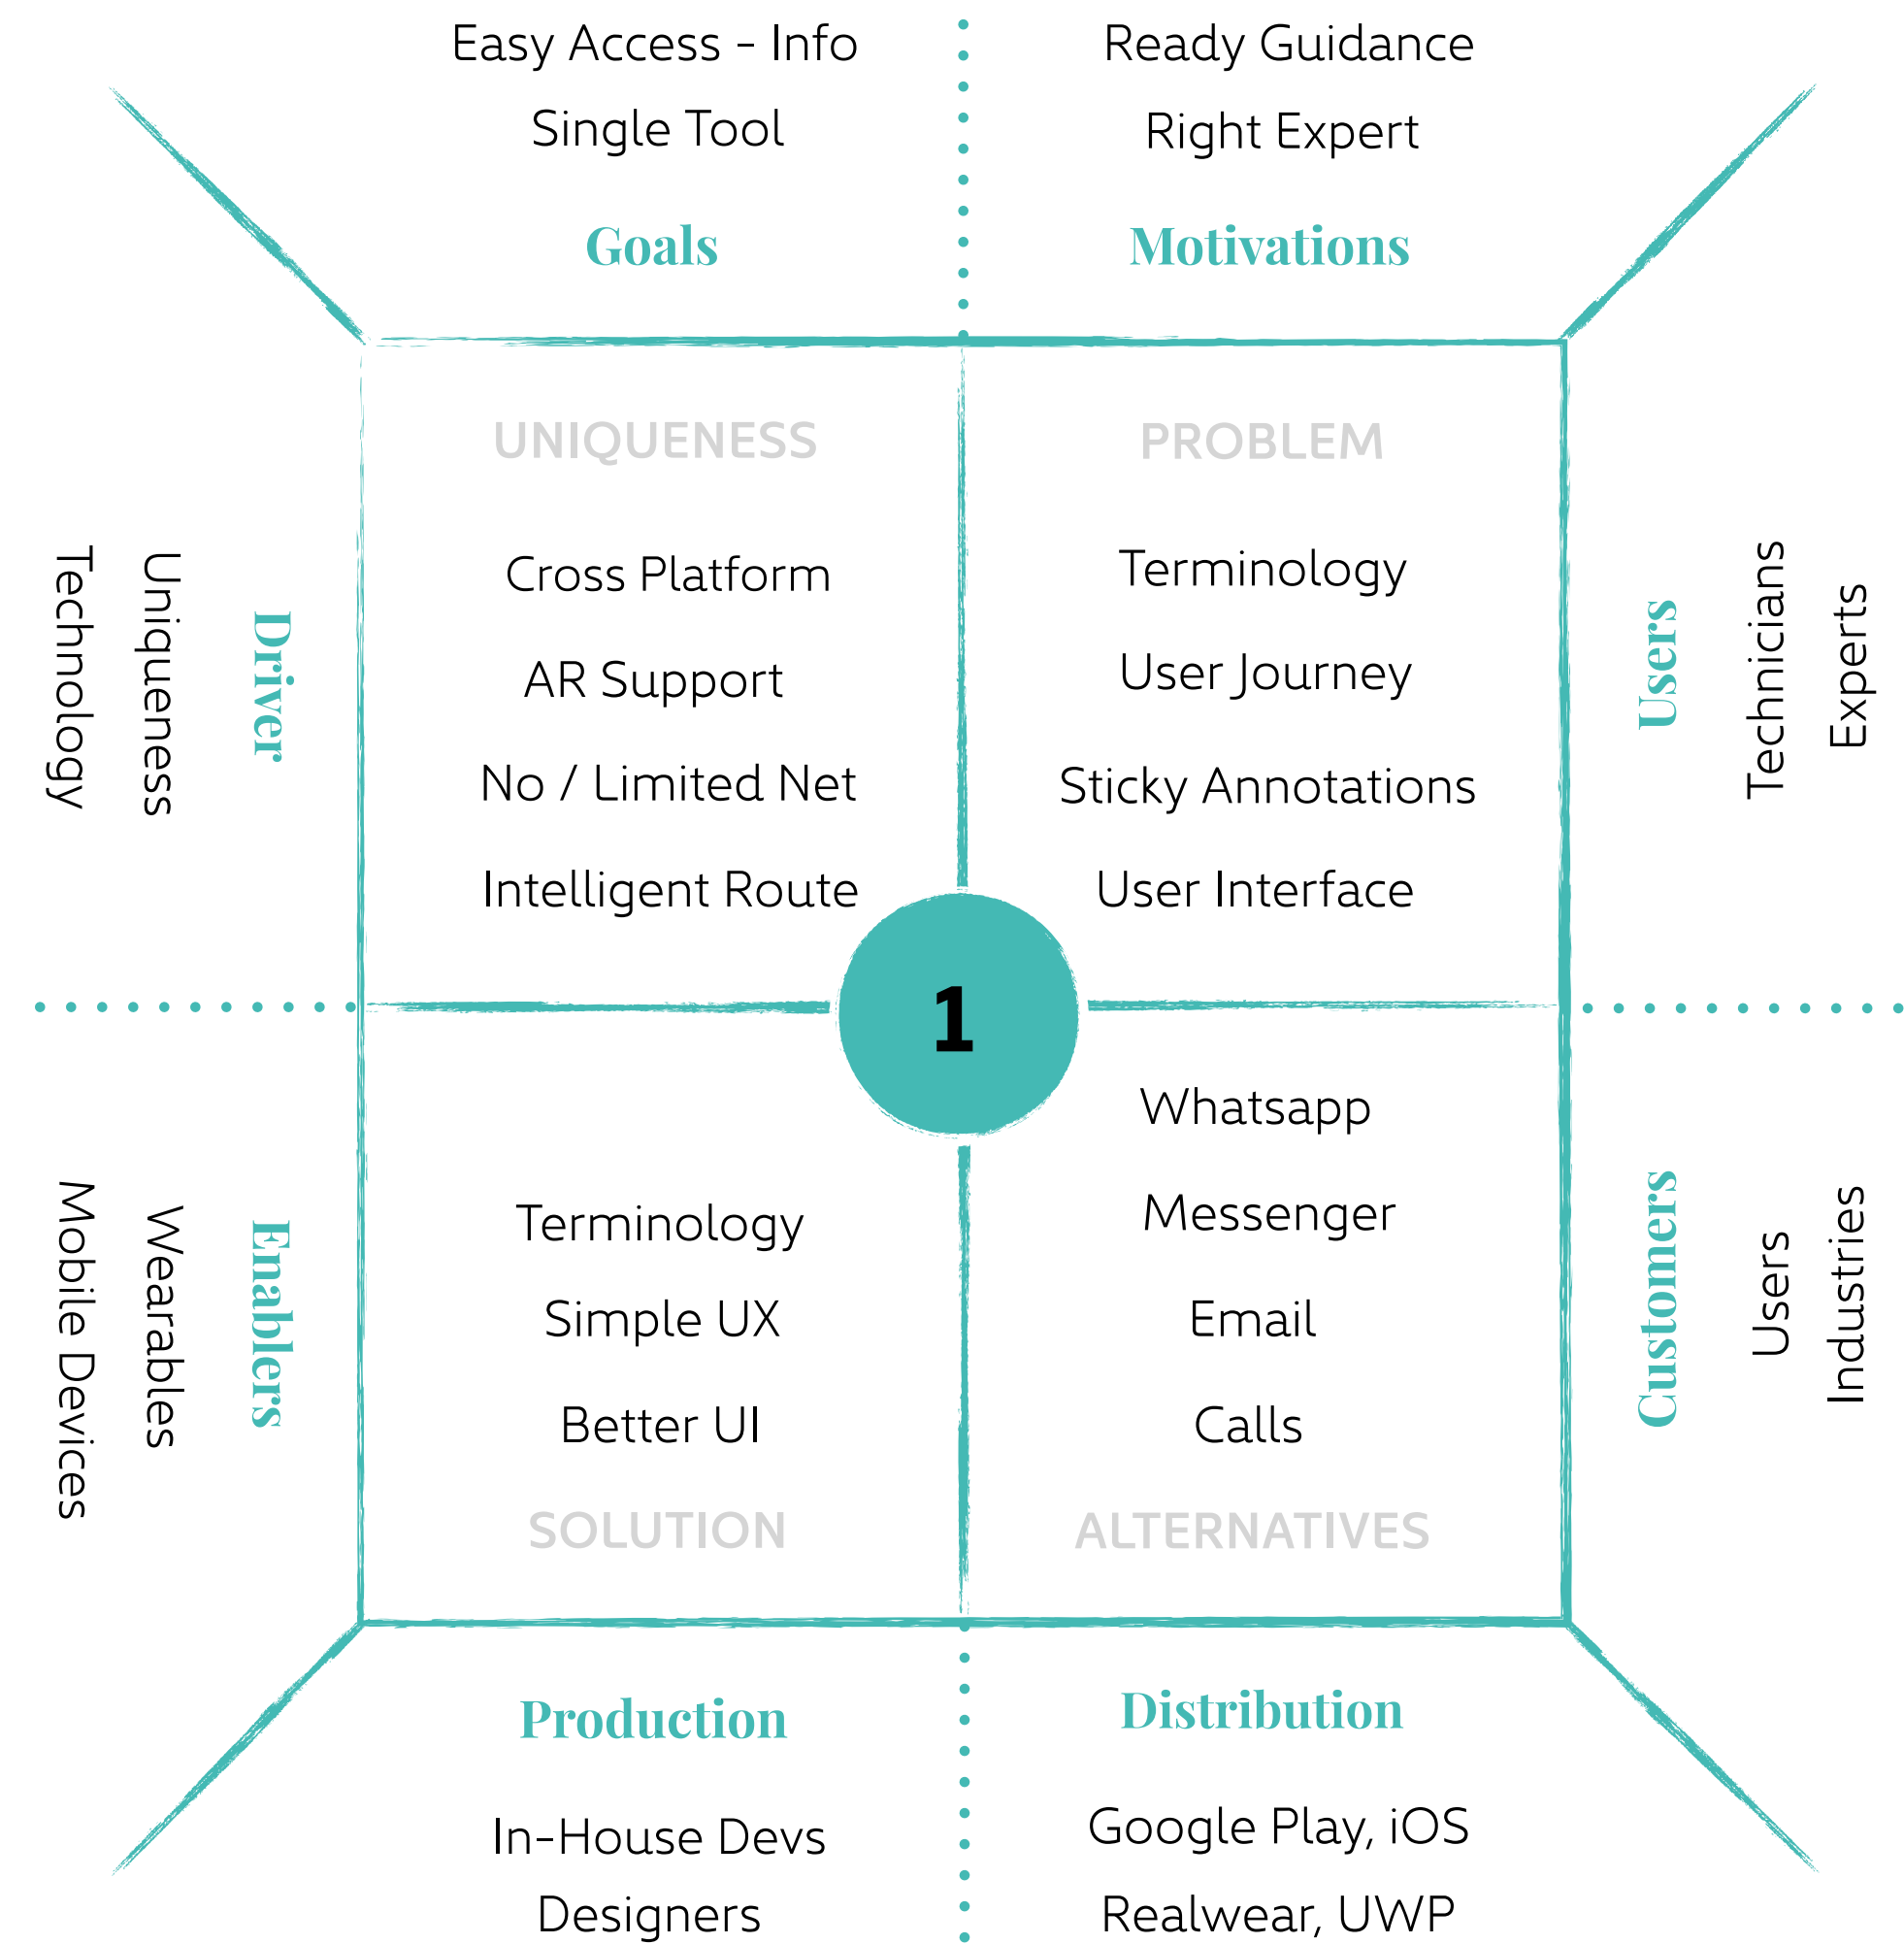 Easy Access - Info
Single Tool
Goals
Ready Guidance
Right Expert
Motivations
Technology
Uniqueness
Driver
UNIQUENESS
Cross Platform
AR Support
No / Limited Net
Intelligent Route
PROBLEM
Terminology
User Journey
Sticky Annotations
User Interface
Users
Technicians
Experts
1
Mobile Devices
Wearables
Enablers
Terminology
Simple UX
Better UI
SOLUTION
Whatsapp
Messenger
Email
Calls
ALTERNATIVES
Customers
Users
Industries
Production
In-House Devs
Designers
Distribution
Google Play, iOS
Realwear, UWP